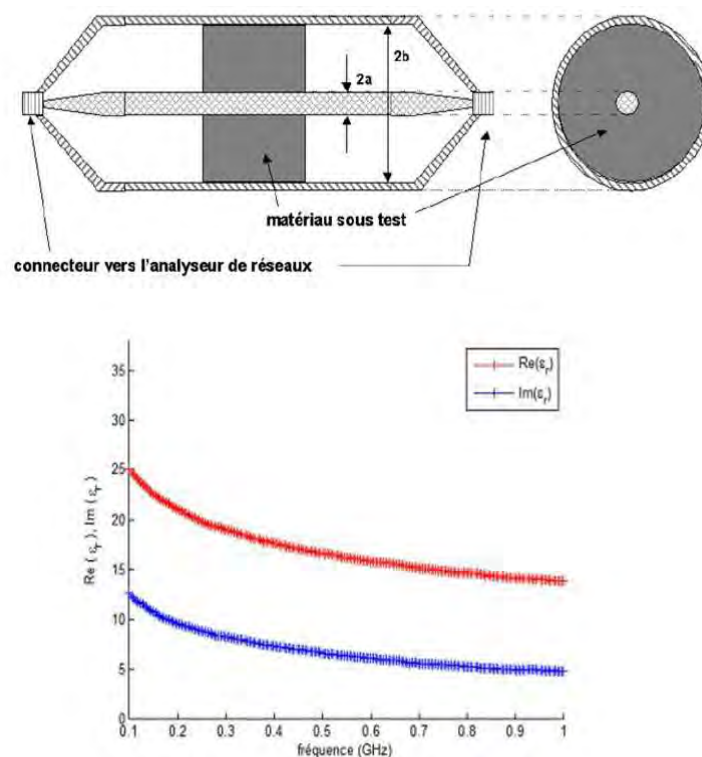 2b
2a
matériau sous test
connecteur vers l'analyseur de réseaux
Re(εr)
Im(εr)
Re ( εr ), Im ( εr )
35
30
25
20
15
10
5
0
0.1 0.2 0.3 0.4 0.5 0.6 0.7 0.8 0.9 1
fréquence (GHz)